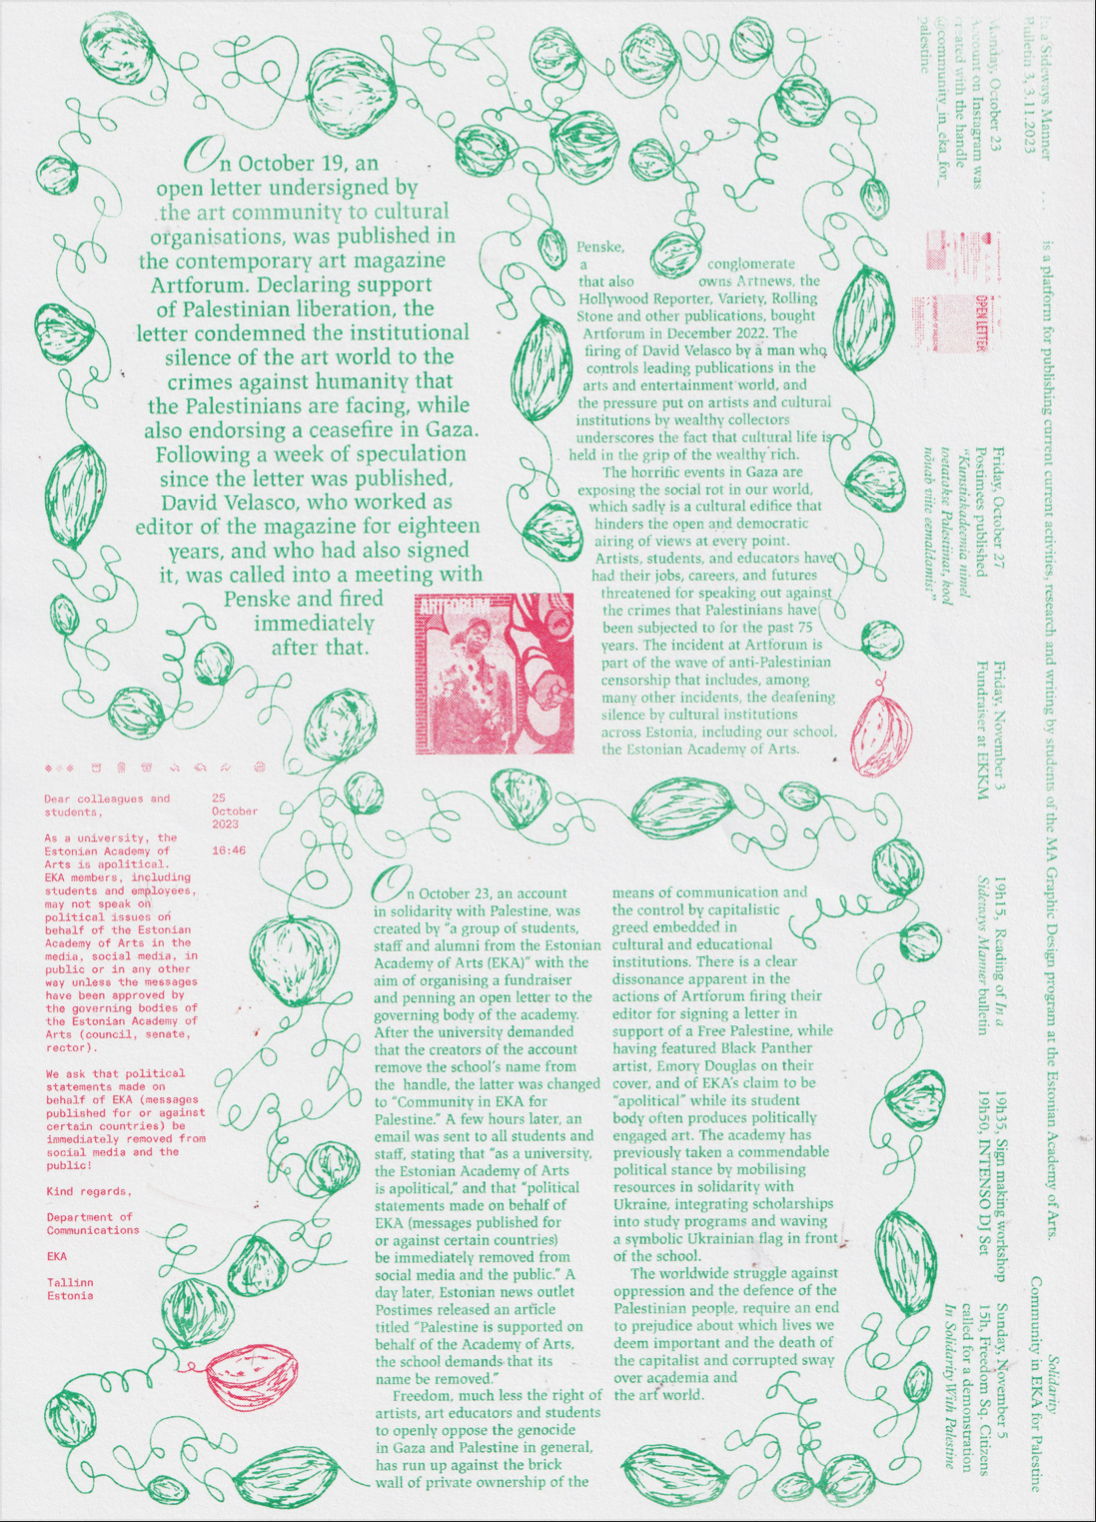 On October 19, an
open letter undersigned by
the art community to cultural
organisations, was published in
the contemporary art magazine
Artforum. Declaring support
of Palestinian liberation, the
letter condemned the institutional
silence of the art world to the
crimes against humanity that
the Palestinians are facing, while
also endorsing a ceasefire in Gaza.
Following a week of speculation
since the letter was published,
David Velasco, who worked as
editor of the magazine for eighteen
years, and who had also signed
it, was called into a meeting with
Penske and fired
immediately
after that.
ARTFORUM
Penske,
a conglomerate
that also owns Artnews, the
Hollywood Reporter, Variety, Rolling
Stone and other publications, bought
Artforum in December 2022. The
firing of David Velasco by a man who
controls leading publications in the
arts and entertainment world, and
the pressure put on artists and cultural
institutions by wealthy collectors
underscores the fact that cultural life is
held in the grip of the wealthy rich.
The horrific events in Gaza are
exposing the social rot in our world,
which sadly is a cultural edifice that
hinders the open and democratic
airing of views at every point.
Artists, students, and educators have
had their jobs, careers, and futures
threatened for speaking out against
the crimes that Palestinians have
been subjected to for the past 75
years. The incident at Artforum is
part of the wave of anti-Palestinian
censorship that includes, among
many other incidents, the deafening
silence by cultural institutions
across Estonia, including our school,
the Estonian Academy of Arts.
Dear colleagues and
students,
25
October
2023
16:46
As a university, the
Estonian Academy of
Arts is apolitical.
EKA members, including
students and employees,
may not speak on
political issues on
behalf of the Estonian
Academy of Arts in the
media, social media, in
public or in any other
way unless the messages
have been approved by
the governing bodies of
the Estonian Academy of
Arts (council, senate,
rector).
We ask that political
statements made on
behalf of EKA (messages
published for or against
certain countries) be
immediately removed from
social media and the
public!
Kind regards,
Department of
Communications
EKA
Tallinn
Estonia
On October 23, an account
in solidarity with Palestine, was
created by "a group of students,
staff and alumni from the Estonian
Academy of Arts (EKA)" with the
aim of organising a fundraiser
and penning an open letter to the
governing body of the academy.
After the university demanded
that the creators of the account
remove the school's name from
the handle, the latter was changed
to "Community in EKA for
Palestine." A few hours later, an
email was sent to all students and
staff, stating that "as a university,
the Estonian Academy of Arts
is apolitical," and that "political
statements made on behalf of
EKA (messages published for
or against certain countries)
be immediately removed from
social media and the public." A
day later, Estonian news outlet
Postimes released an article
titled "Palestine is supported on
behalf of the Academy of Arts,
the school demands that its
name be removed."
Freedom, much less the right of
artists, art educators and students
to openly oppose the genocide
in Gaza and Palestine in general,
has run up against the brick
wall of private ownership of the
means of communication and
the control by capitalistic
greed embedded in
cultural and educational
institutions. There is a clear
dissonance apparent in the
actions of Artforum firing their
editor for signing a letter in
support of a Free Palestine, while
having featured Black Panther
artist, Emory Douglas on their
cover, and of EKA's claim to be
"apolitical" while its student
body often produces politically
engaged art. The academy has
previously taken a commendable
political stance by mobilising
resources in solidarity with
Ukraine, integrating scholarships
into study programs and waving
a symbolic Ukrainian flag in front
of the school.
The worldwide struggle against
oppression and the defence of the
Palestinian people, require an end
to prejudice about which lives we
deem important and the death of
the capitalist and corrupted sway
over academia and
the art world.
In a Sideways Manner ....
Bulletin 3, 3.11.2023
is a platform for publishing current current activities, research and writing by students of the MA Graphic Design program at the Estonian Academy of Arts.
Solidarity
Community in EKA for Palestine
Monday, October 23
Account on Instagram was
created with the handle
@community_in_eka_for_
palestine
OPEN LETTER
Friday, October 27
Postimees published
"Kunstiakadeemia nimel
toetatakse Palestiinat, kool
nõuab viite eemaldamist"
Friday, November 3
Fundraiser at EKKM
19h15, Reading of In a
Sideways Manner bulletin
19h35, Sign making workshop
19h50, INTENSO DJ Set
Sunday, November 5
15h, Freedom Sq. Citizens
called for a demonstration
In Solidarity With Palestine